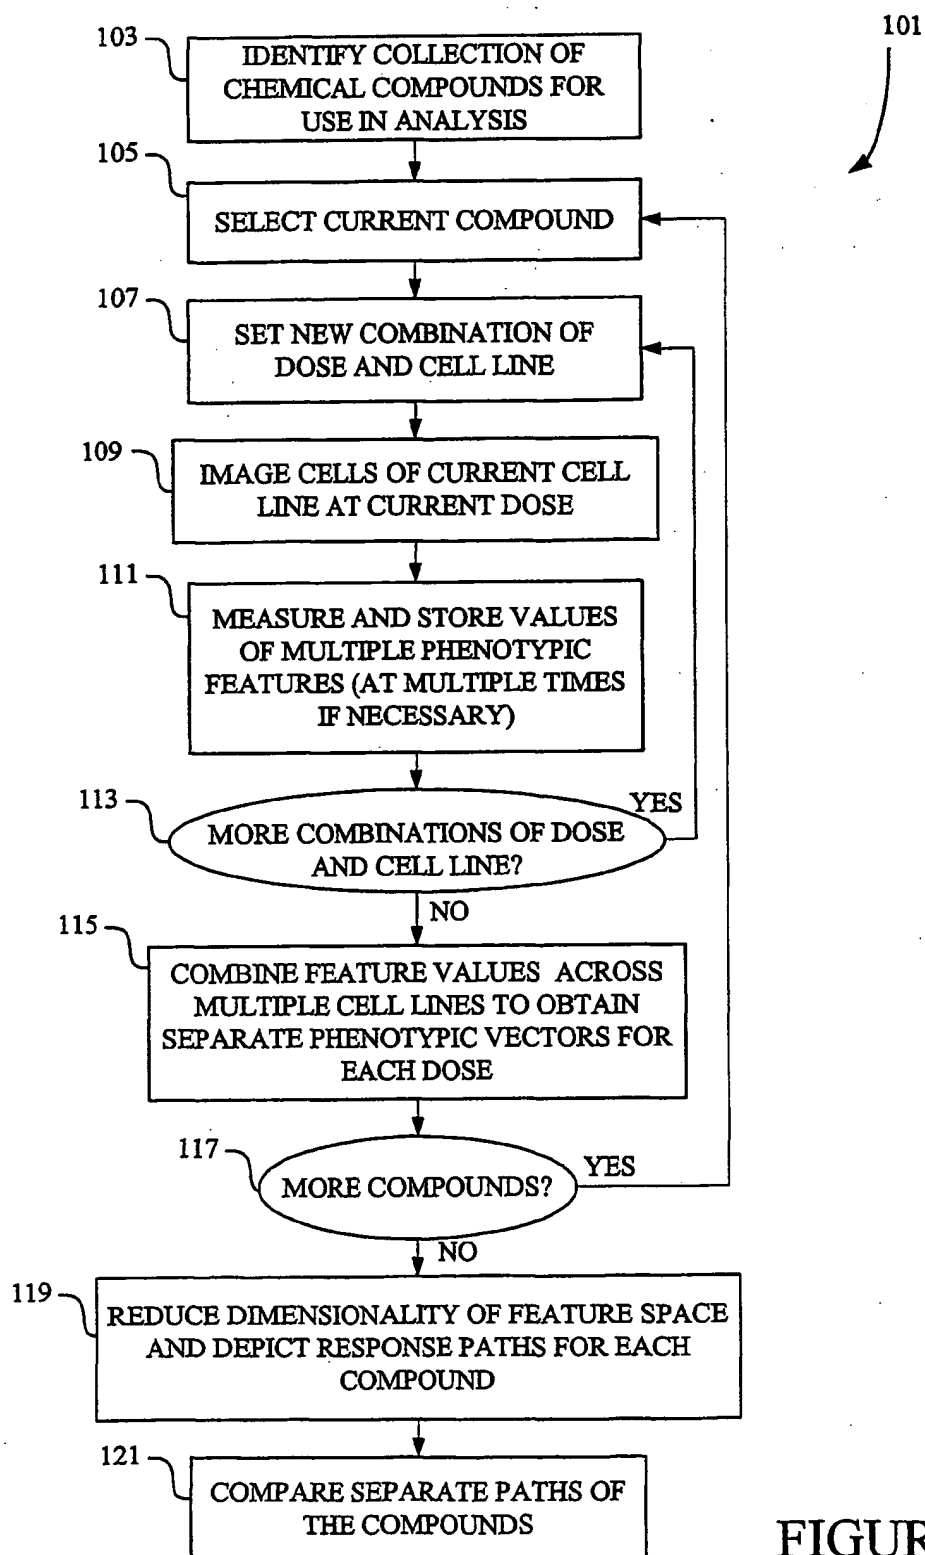 101
103
IDENTIFY COLLECTION OF
CHEMICAL COMPOUNDS FOR
USE IN ANALYSIS
105
SELECT CURRENT COMPOUND
107
SET NEW COMBINATION OF
DOSE AND CELL LINE
109
IMAGE CELLS OF CURRENT CELL
LINE AT CURRENT DOSE
111
MEASURE AND STORE VALUES
OF MULTIPLE PHENOTYPIC
FEATURES (AT MULTIPLE TIMES
IF NECESSARY)
113
YES
MORE COMBINATIONS OF DOSE
AND CELL LINE?
NO
115
COMBINE FEATURE VALUES ACROSS
MULTIPLE CELL LINES TO OBTAIN
SEPARATE PHENOTYPIC VECTORS FOR
EACH DOSE
117
YES
MORE COMPOUNDS?
NO
119
REDUCE DIMENSIONALITY OF FEATURE SPACE
AND DEPICT RESPONSE PATHS FOR EACH
COMPOUND
121
COMPARE SEPARATE PATHS OF
THE COMPOUNDS
FIGUR